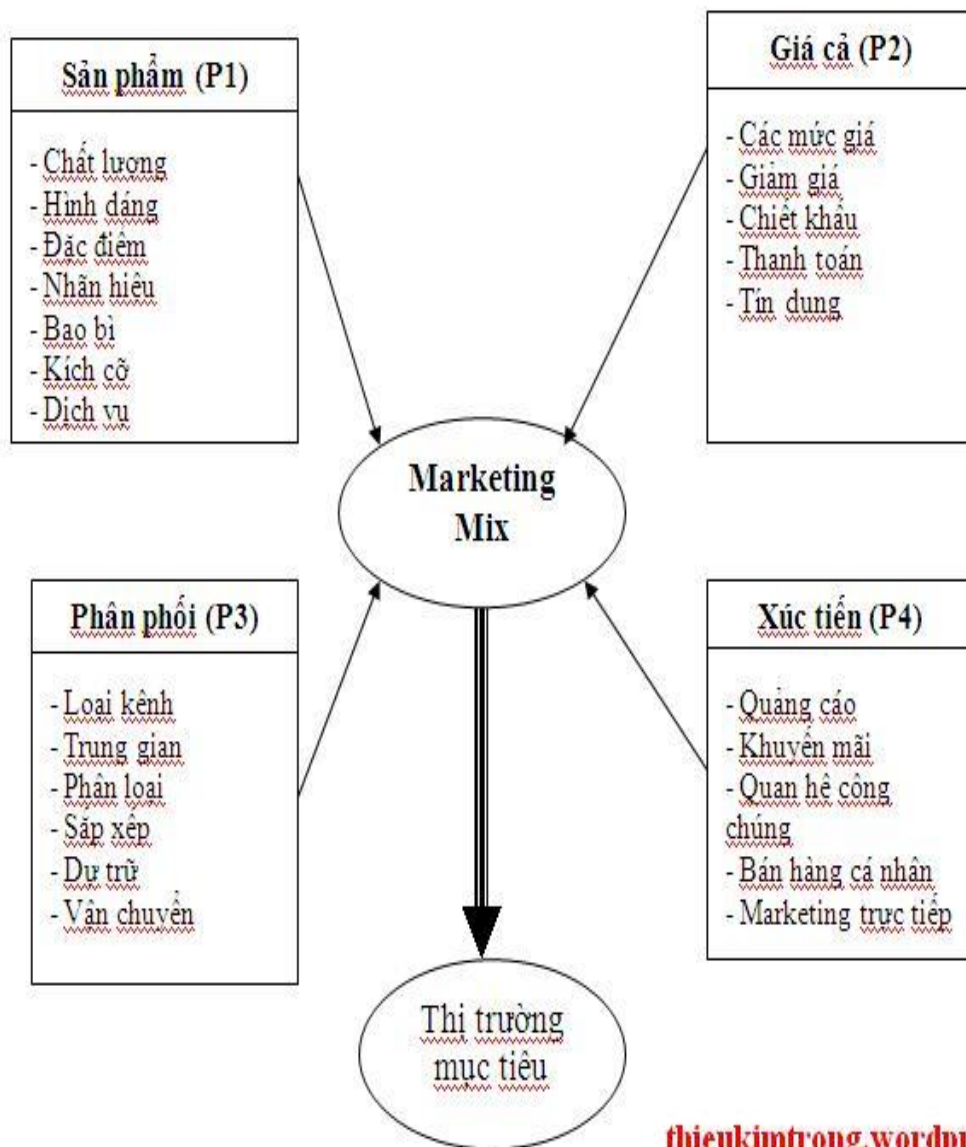 Sản phẩm (P1)
- Chất lượng
- Hình dáng
- Đặc điểm
- Nhãn hiệu
- Bao bì
- Kích cỡ
- Dịch vụ
Giá cả (P2)
- Các mức giá
- Giảm giá
- Chiết khấu
- Thanh toán
- Tín dụng
Marketing
Mix
Phân phối (P3)
- Loại kênh
- Trung gian
- Phân loại
- Sắp xếp
- Dự trữ
- Vận chuyển
Xúc tiến (P4)
- Quảng cáo
- Khuyến mãi
- Quan hệ công
chúng
- Bán hàng cá nhân
- Marketing trực tiếp
Thị trường
mục tiêu